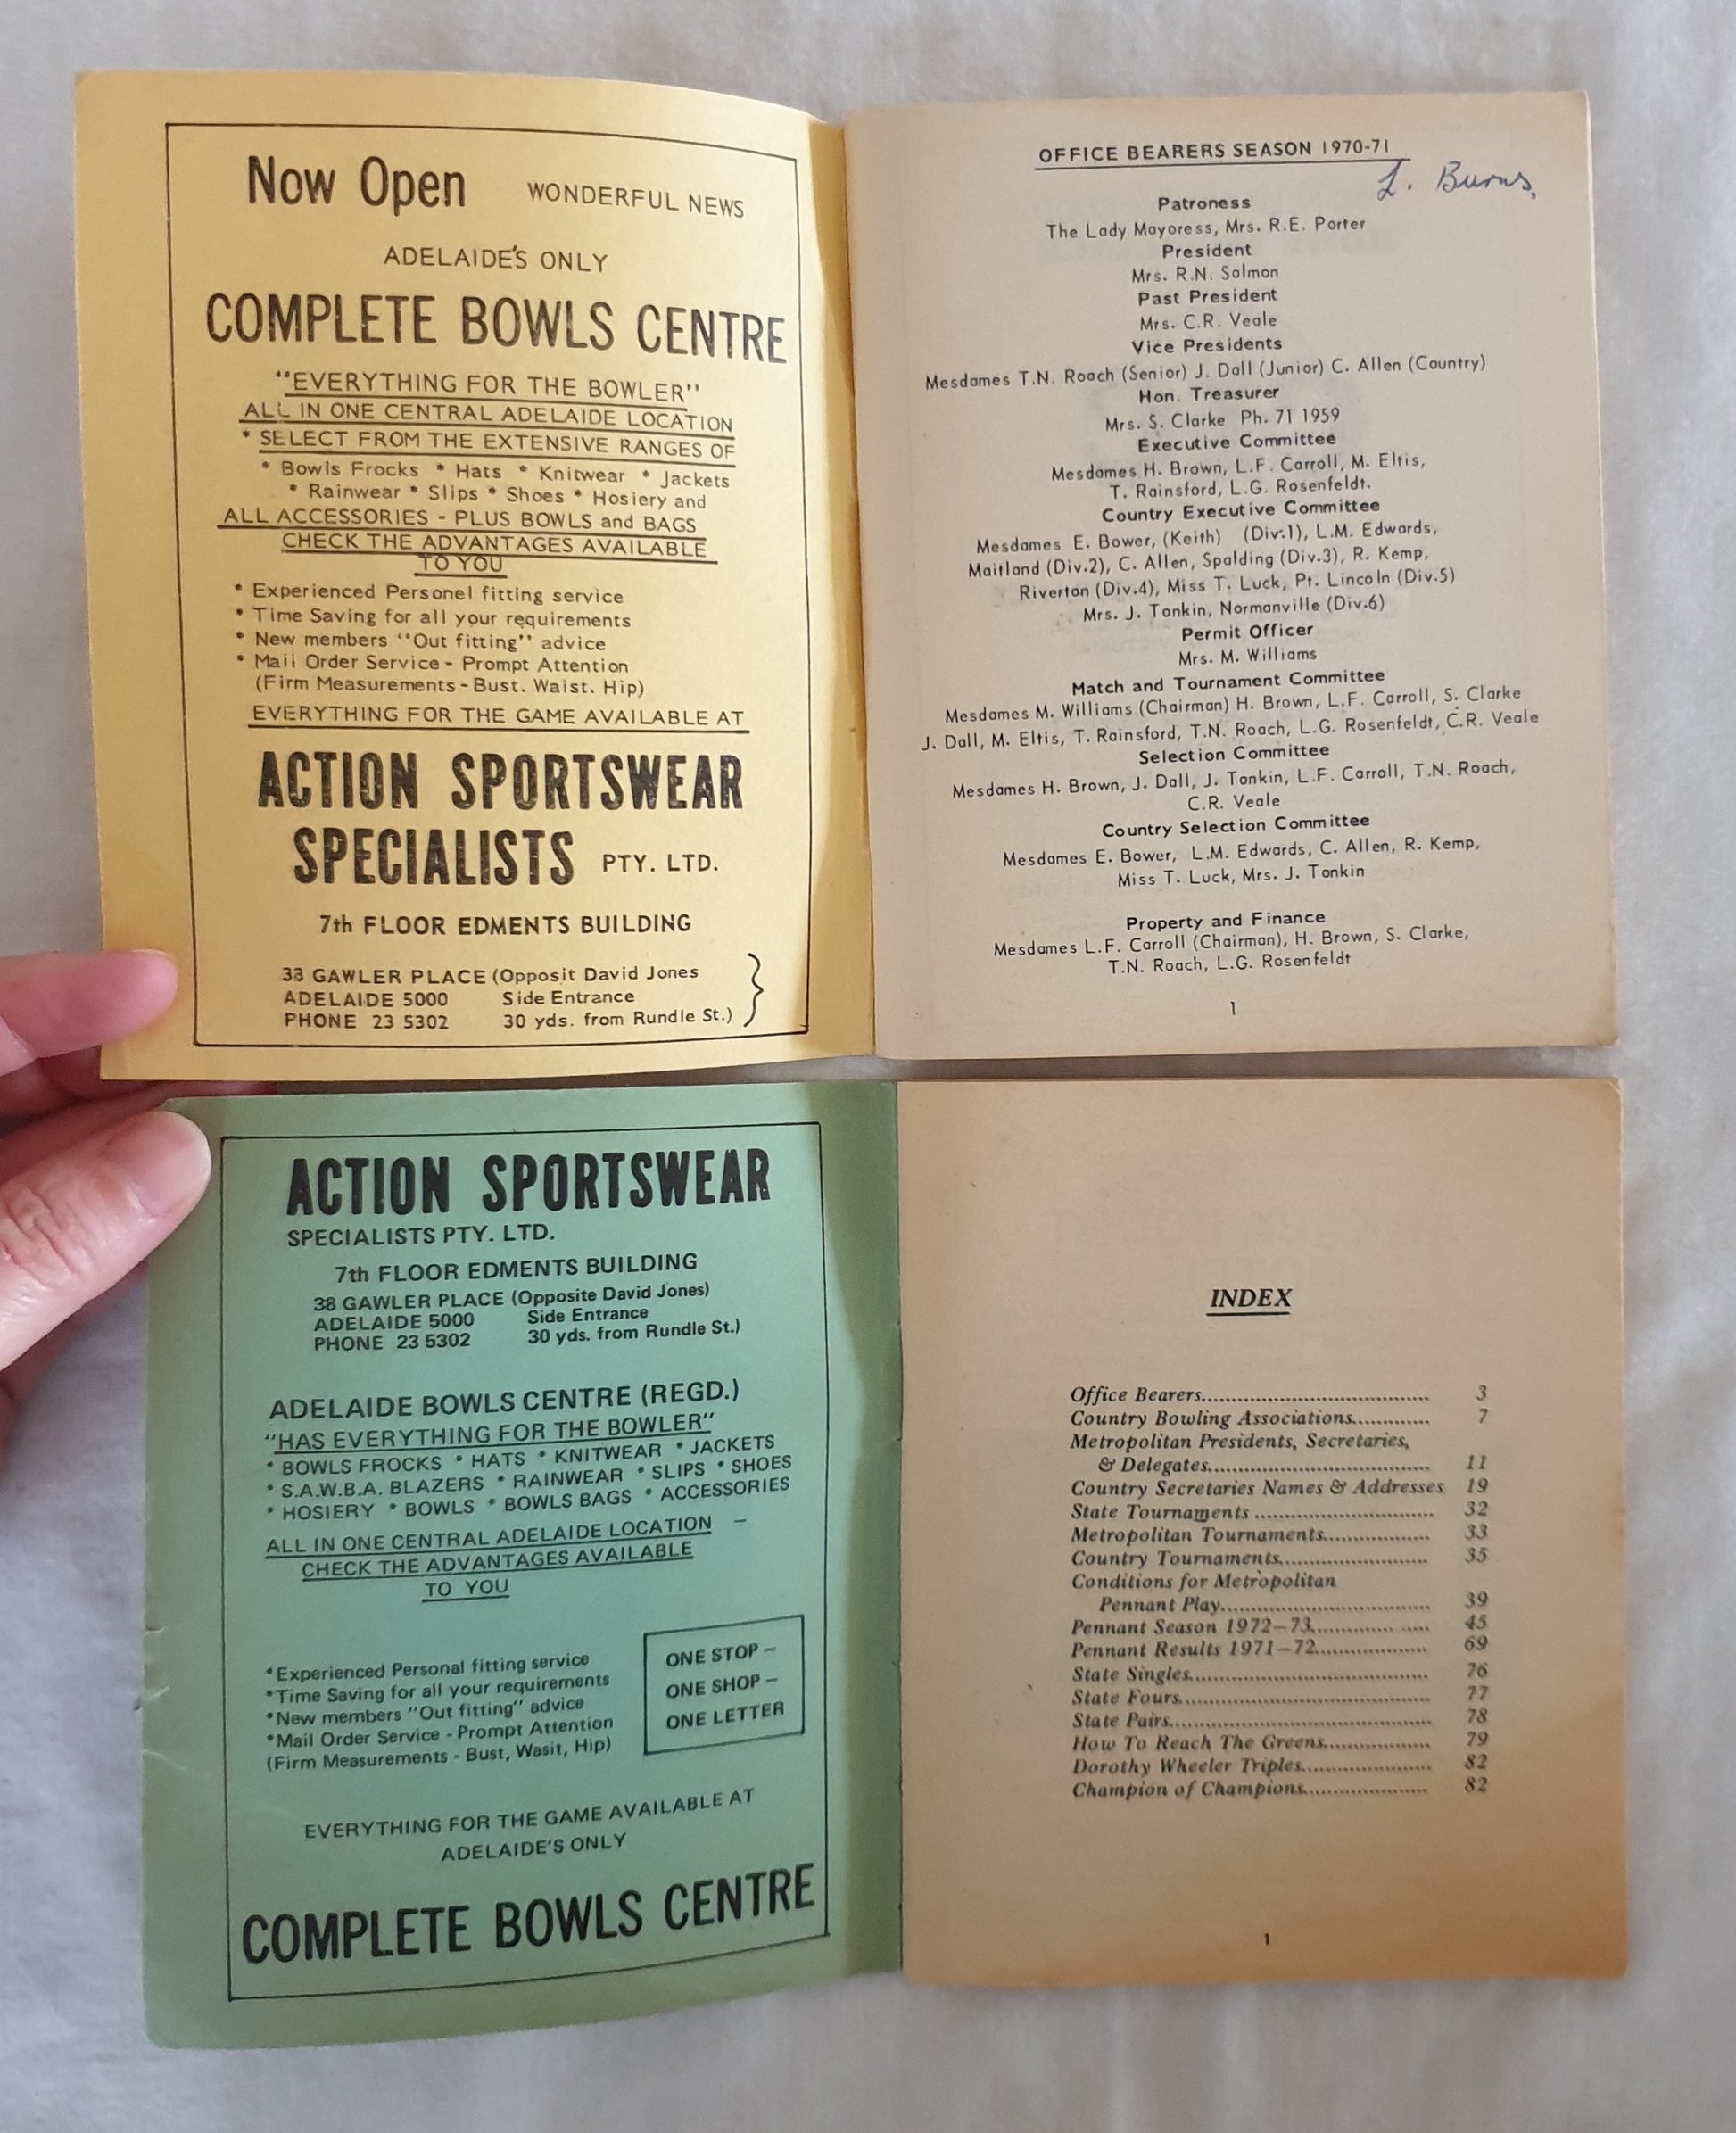 Now Open WONDERFUL NEWS
ADELAIDE'S ONLY
COMPLETE BOWLS CENTRE
"EVERYTHING FOR THE BOWLER"
ALL IN ONE CENTRAL ADELAIDE LOCATION
* SELECT FROM THE EXTENSIVE RANGES OF
* Bowls Frocks * Hats * Knitwear * Jackets
* Rainwear * Slips * Shoes * Hosiery and
ALL ACCESSORIES - PLUS BOWLS and BAGS
CHECK THE ADVANTAGES AVAILABLE
TO YOU
* Experienced Personel fitting service
* Time Saving for all your requirements
* New members "Out fitting" advice
* Mail Order Service - Prompt Attention
(Firm Measurements - Bust. Waist. Hip)
EVERYTHING FOR THE GAME AVAILABLE AT
ACTION SPORTSWEAR
SPECIALISTS PTY. LTD.
7th FLOOR EDMENTS BUILDING
38 GAWLER PLACE (Opposit David Jones
ADELAIDE 5000 Side Entrance
PHONE 23 5302 30 yds. from Rundle St.)
OFFICE BEARERS SEASON 1970-71
L. Burns,
Patroness
The Lady Mayoress, Mrs. R.E. Porter
President
Mrs. R.N. Salmon
Past President
Mrs. C.R. Veale
Vice Presidents
Mesdames T.N. Roach (Senior) J. Dall (Junior) C. Allen (Country)
Hon. Treasurer
Mrs. S. Clarke Ph. 71 1959
Executive Committee
Mesdames H. Brown, L.F. Carroll, M. Eltis,
T. Rainsford, L.G. Rosenfeldt.
Country Executive Committee
Mesdames E. Bower, (Keith) (Div.1), L.M. Edwards,
Maitland (Div.2), C. Allen, Spalding (Div.3), R. Kemp,
Riverton (Div.4), Miss T. Luck, Pt. Lincoln (Div.5)
Mrs. J. Tonkin, Normanville (Div.6)
Permit Officer
Mrs. M. Williams
Match and Tournament Committee
Mesdames M. Williams (Chairman) H. Brown, L.F. Carroll, S. Clarke
J. Dall, M. Eltis, T. Rainsford, T.N. Roach, L.G. Rosenfeldt, C.R. Veale
Selection Committee
Mesdames H. Brown, J. Dall, J. Tonkin, L.F. Carroll, T.N. Roach,
C.R. Veale
Country Selection Committee
Mesdames E. Bower, L.M. Edwards, C. Allen, R. Kemp,
Miss T. Luck, Mrs. J. Tonkin
Property and Finance
Mesdames L.F. Carroll (Chairman), H. Brown, S. Clarke,
T.N. Roach, L.G. Rosenfeldt
1
ACTION SPORTSWEAR
SPECIALISTS PTY. LTD.
7th FLOOR EDMENTS BUILDING
38 GAWLER PLACE (Opposite David Jones)
ADELAIDE 5000 Side Entrance
PHONE 23 5302 30 yds. from Rundle St.)
ADELAIDE BOWLS CENTRE (REGD.)
"HAS EVERYTHING FOR THE BOWLER"
* BOWLS FROCKS * HATS * KNITWEAR * JACKETS
* S.A.W.B.A. BLAZERS * RAINWEAR * SLIPS * SHOES
* HOSIERY * BOWLS * BOWLS BAGS * ACCESSORIES
ALL IN ONE CENTRAL ADELAIDE LOCATION -
CHECK THE ADVANTAGES AVAILABLE
TO YOU
*Experienced Personal fitting service
*Time Saving for all your requirements
*New members "Out fitting" advice
*Mail Order Service - Prompt Attention
(Firm Measurements - Bust, Wasit, Hip)
ONE STOP -
ONE SHOP -
ONE LETTER
EVERYTHING FOR THE GAME AVAILABLE AT
ADELAIDE'S ONLY
COMPLETE BOWLS CENTRE
INDEX
Office Bearers........................................ 3
Country Bowling Associations............. 7
Metropolitan Presidents, Secretaries,
& Delegates....................................... 11
Country Secretaries Names & Addresses 19
State Tournaments ................................ 32
Metropolitan Tournaments................... 33
Country Tournaments.......................... 35
Conditions for Metropolitan
Pennant Play..................................... 39
Pennant Season 1972-73..................... 45
Pennant Results 1971-72.................... 69
State Singles.......................................... 76
State Fours............................................ 77
State Pairs............................................. 78
How To Reach The Greens................... 79
Dorothy Wheeler Triples....................... 82
Champion of Champions...................... 82
1